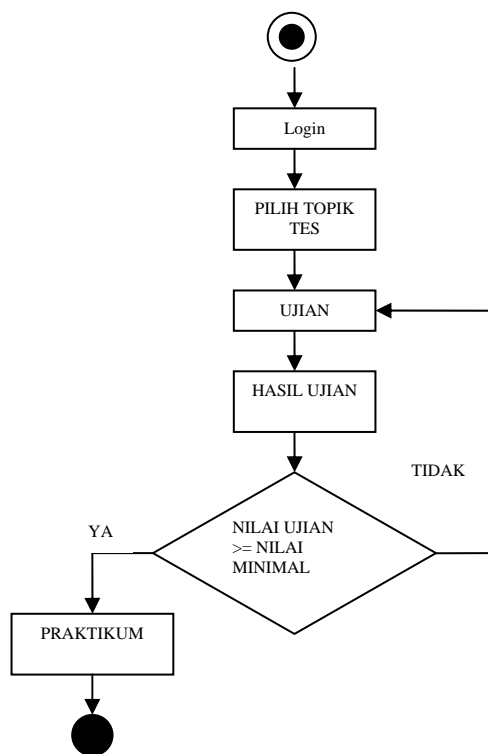 Login
PILIH TOPIK
TES
UJIAN
HASIL UJIAN
TIDAK
YA
NILAI UJIAN
>= NILAI
MINIMAL
PRAKTIKUM